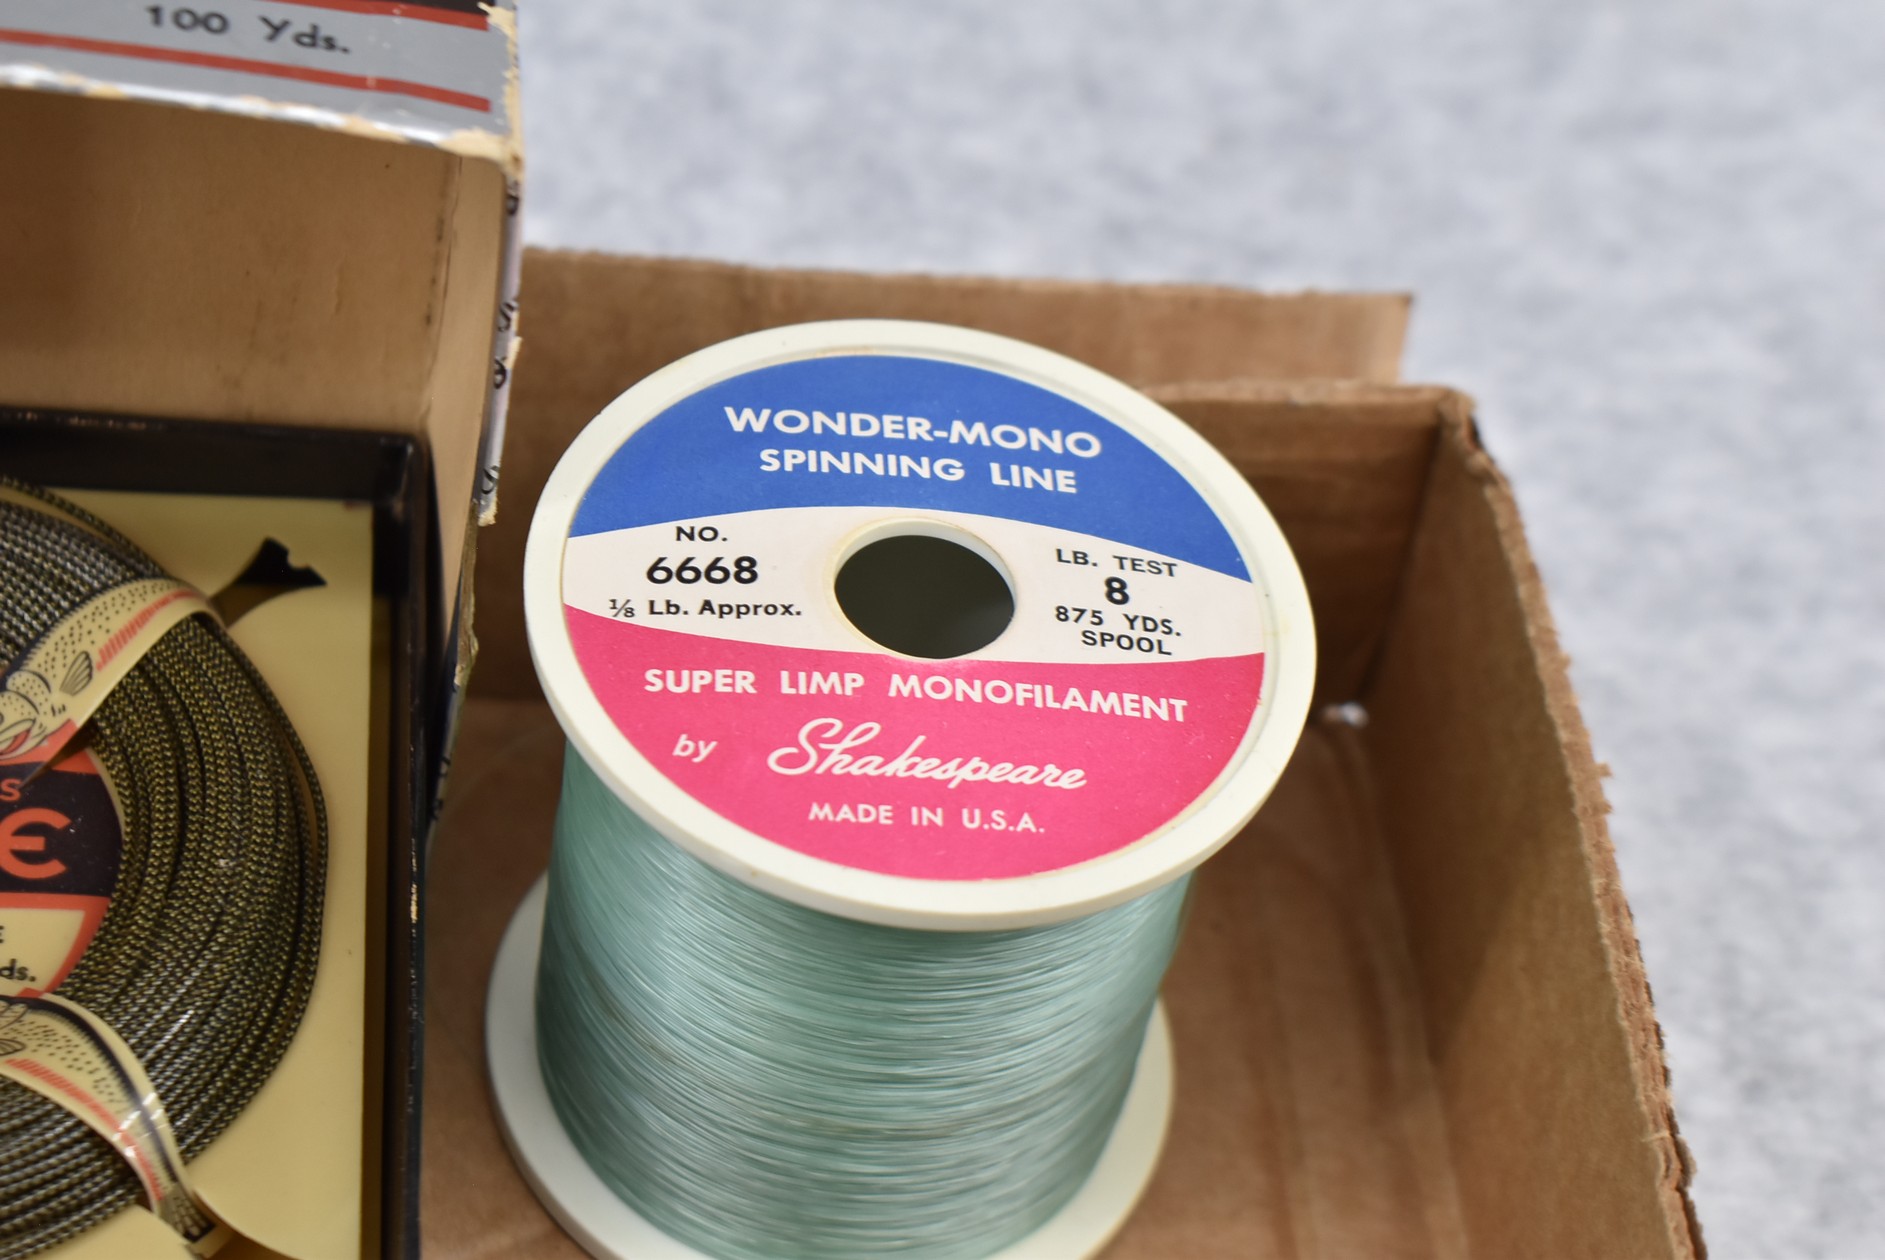 100 Yds.
WONDER-MONO
SPINNING LINE
NO.
6668
⅛ Lb. Approx.
LB. TEST
8
875 YDS.
SPOOL
SUPER LIMP MONOFILAMENT
by Shakespeare
MADE IN U.S.A.